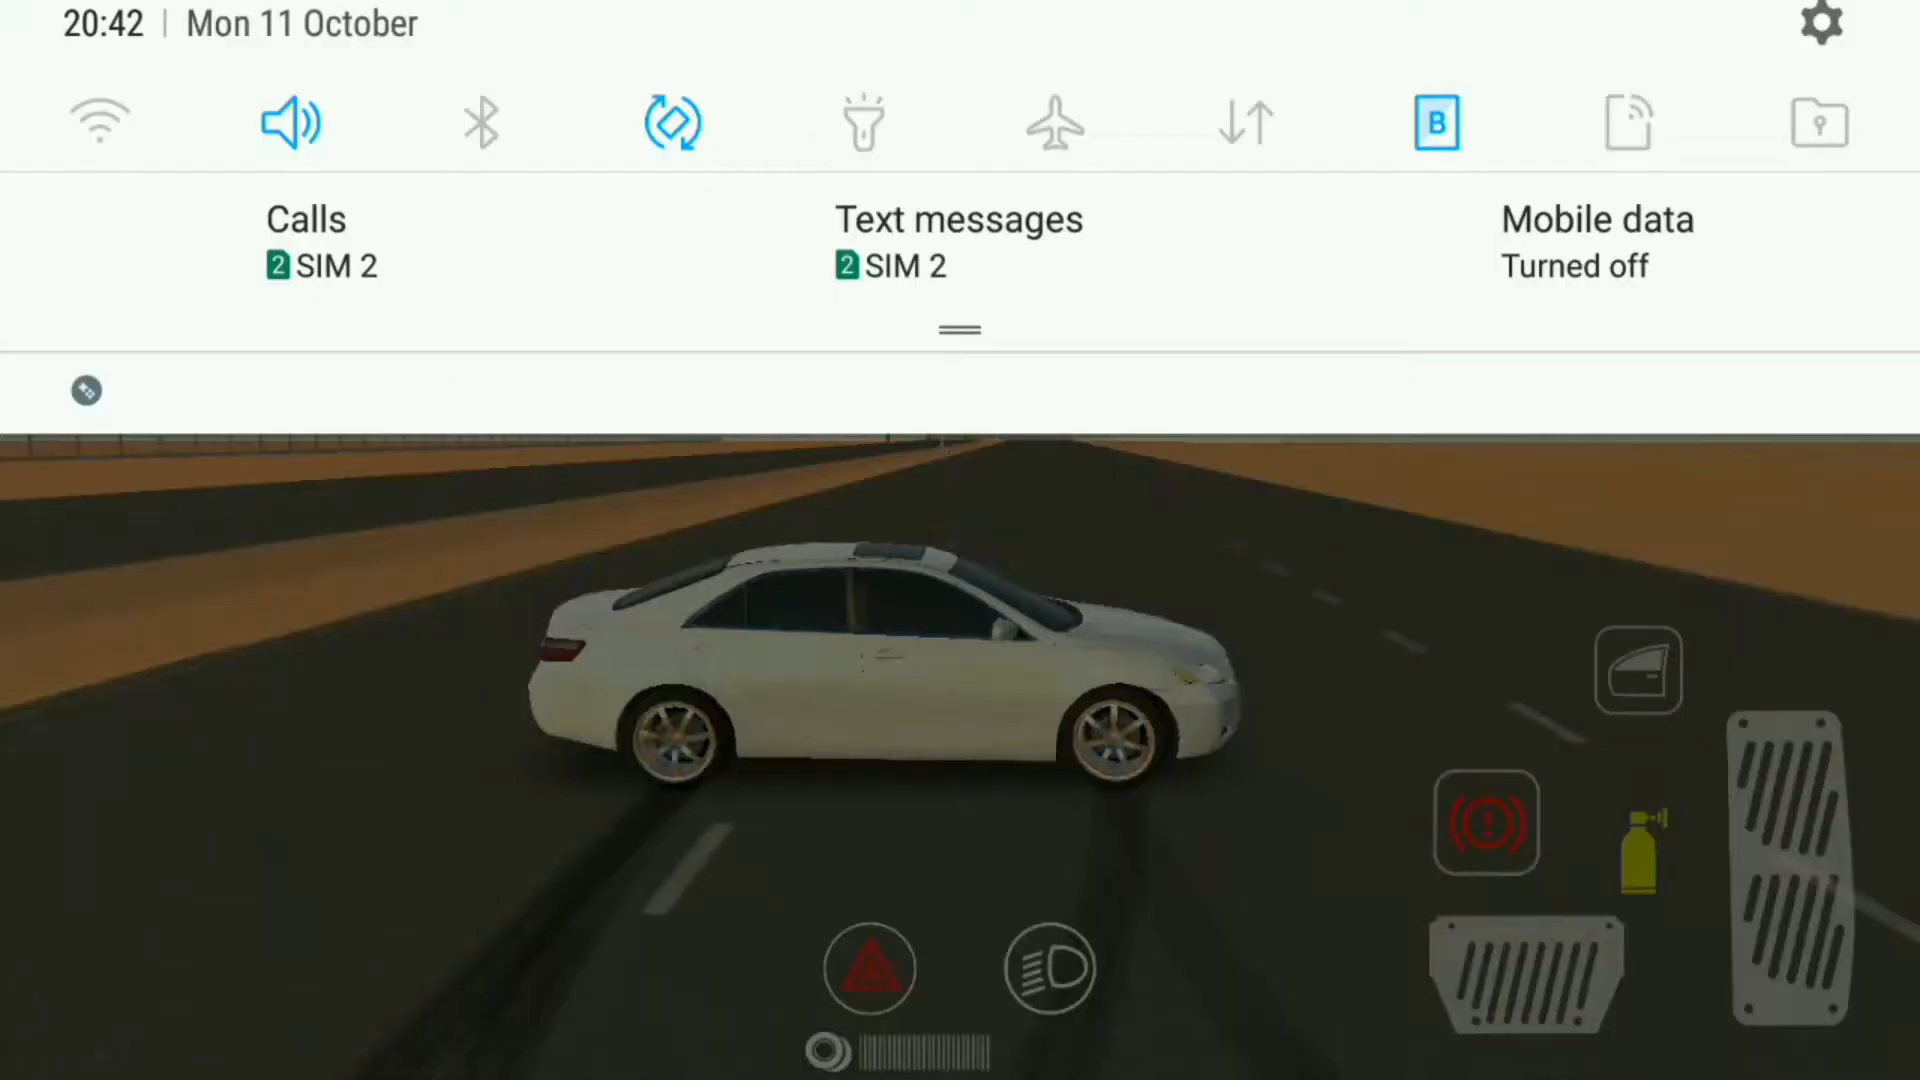 20:42 | Mon 11 October
B
Calls
2 SIM 2
Text messages
2 SIM 2
Mobile data
Turned off